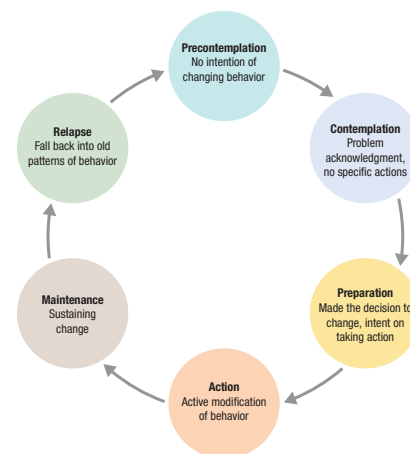 Precontemplation
No intention of
changing behavior
Contemplation
Problem
acknowledgment,
no specific actions
Preparation
Made the decision to
change, intent on
taking action
Action
Active modification
of behavior
Maintenance
Sustaining
change
Relapse
Fall back into old
patterns of behavior